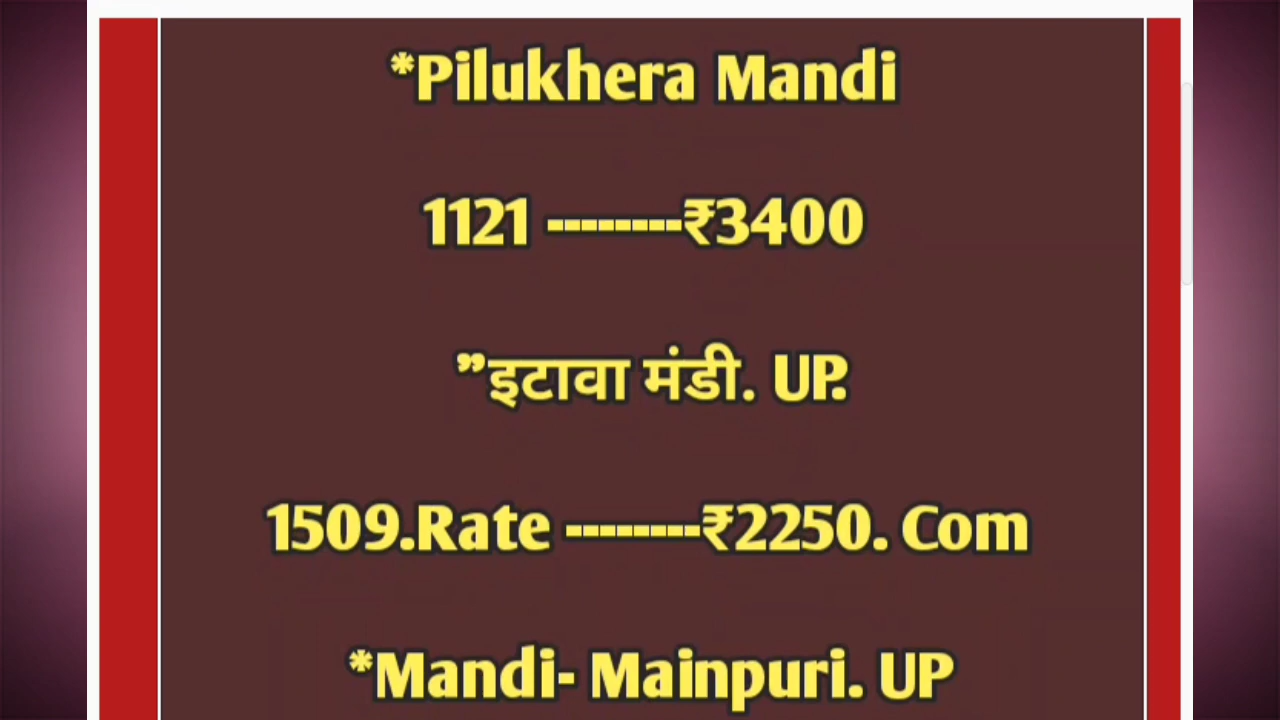 *Pilukhera Mandi
1121 --------₹3400
”इटावा मंडी. UP.
1509.Rate --------₹2250. Com
*Mandi- Mainpuri. UP